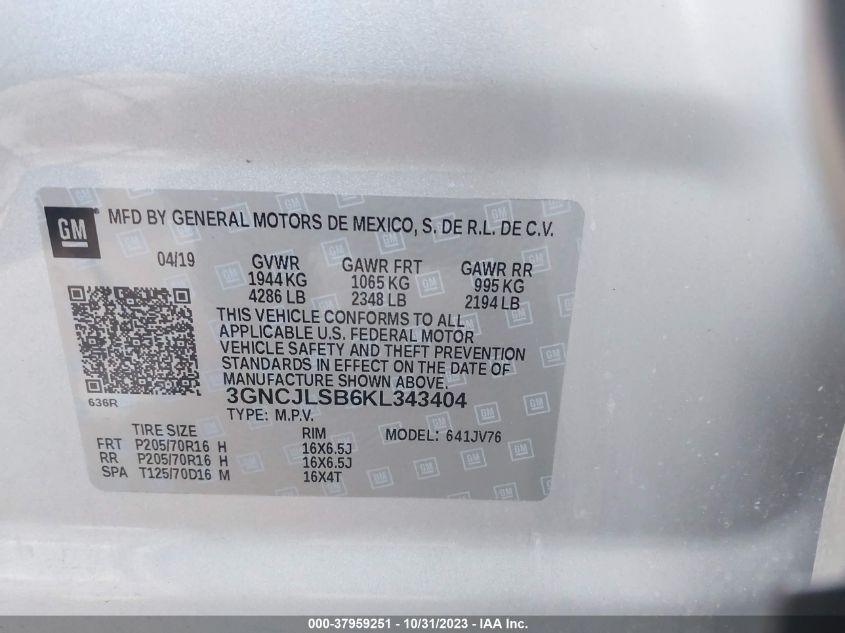 GM
MFD BY GENERAL MOTORS DE MEXICO, S. DE R.L. DE C.V.
04/19 GVWR GAWR FRT GAWR RR
1944 KG 1065 KG 995 KG
4286 LB 2348 LB 2194 LB
THIS VEHICLE CONFORMS TO ALL
APPLICABLE U.S. FEDERAL MOTOR
VEHICLE SAFETY AND THEFT PREVENTION
STANDARDS IN EFFECT ON THE DATE OF
MANUFACTURE SHOWN ABOVE.
636R 3GNCJLSB6KL343404
TYPE: M.P.V.
TIRE SIZE RIM MODEL: 641JV76
FRT P205/70R16 H 16X6.5J
RR P205/70R16 H 16X6.5J
SPA T125/70D16 M 16X4T
000-37959251 - 10/31/2023 - IAA Inc.